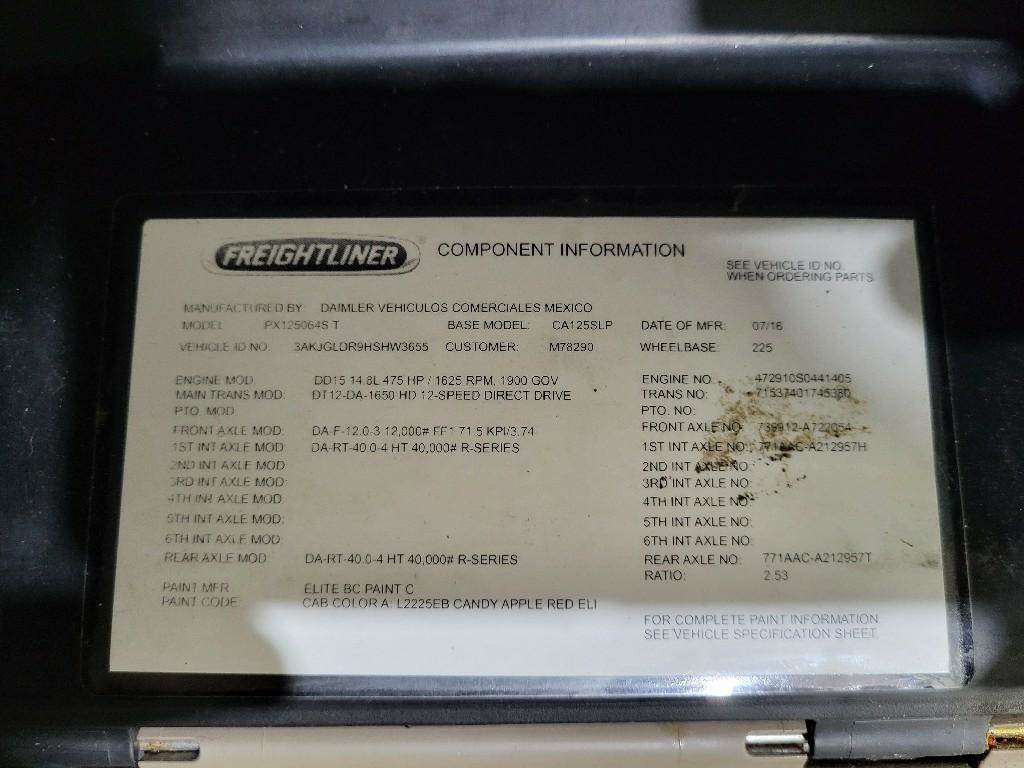 FREIGHTLINER® COMPONENT INFORMATION
SEE VEHICLE ID NO.
WHEN ORDERING PARTS
MANUFACTURED BY DAIMLER VEHICULOS COMERCIALES MEXICO
MODEL PX125064S T BASE MODEL: CA125SLP DATE OF MFR: 07/16
VEHICLE ID NO. 3AKJGLDR9HSHW3655 CUSTOMER: M78290 WHEELBASE: 225
ENGINE MOD. DD15 14.8L 475 HP / 1625 RPM, 1900 GOV ENGINE NO. 472910S0441405
MAIN TRANS MOD: DT12-DA-1650 HD 12-SPEED DIRECT DRIVE TRANS NO: 71537401745380
PTO. MOD PTO. NO:
FRONT AXLE MOD: DA-F-12.0-3 12,000# FF1 71.5 KPI/3.74 FRONT AXLE NO: 739912-A722054
1ST INT AXLE MOD: DA-RT-40.0-4 HT 40,000# R-SERIES 1ST INT AXLE NO: 771AAC-A212957H
2ND INT AXLE MOD: 2ND INT AXLE NO:
3RD INT AXLE MOD: 3RD INT AXLE NO:
4TH INR AXLE MOD: 4TH INT AXLE NO:
5TH INT AXLE MOD: 5TH INT AXLE NO:
6TH INT AXLE MOD: 6TH INT AXLE NO:
REAR AXLE MOD: DA-RT-40.0-4 HT 40,000# R-SERIES REAR AXLE NO: 771AAC-A212957T
RATIO: 2.53
PAINT MFR ELITE BC PAINT C
PAINT CODE CAB COLOR A: L2225EB CANDY APPLE RED ELI
FOR COMPLETE PAINT INFORMATION
SEE VEHICLE SPECIFICATION SHEET.